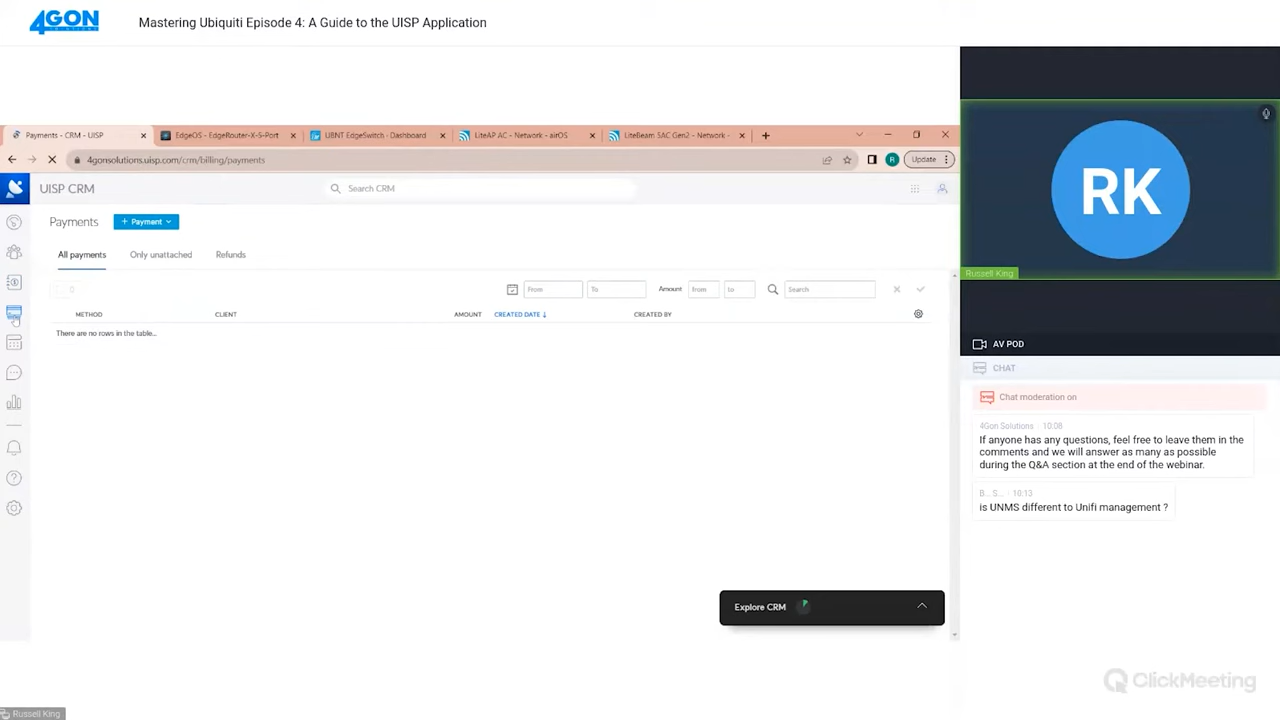 4GON
SOLUTIONS
Mastering Ubiquiti Episode 4: A Guide to the UISP Application
Payments - CRM - UISP
EdgeOS - EdgeRouter-X-5-Port
UBNT EdgeSwitch - Dashboard
LiteAP AC - Network - airOS
LiteBeam 5AC Gen2 - Network -
4gonsolutions.uisp.com/crm/billing/payments
R
Update
UISP CRM
Search CRM
Payments
+ Payment
All payments
Only unattached
Refunds
0
From
To
Amount
from
to
Search
METHOD
CLIENT
AMOUNT
CREATED DATE ↓
CREATED BY
There are no rows in the table...
Explore CRM
RK
Russell King
AV POD
CHAT
Chat moderation on
4Gon Solutions 10:08
If anyone has any questions, feel free to leave them in the
comments and we will answer as many as possible
during the Q&A section at the end of the webinar.
B... S... 10:13
is UNMS different to Unifi management ?
ClickMeeting
Russell King